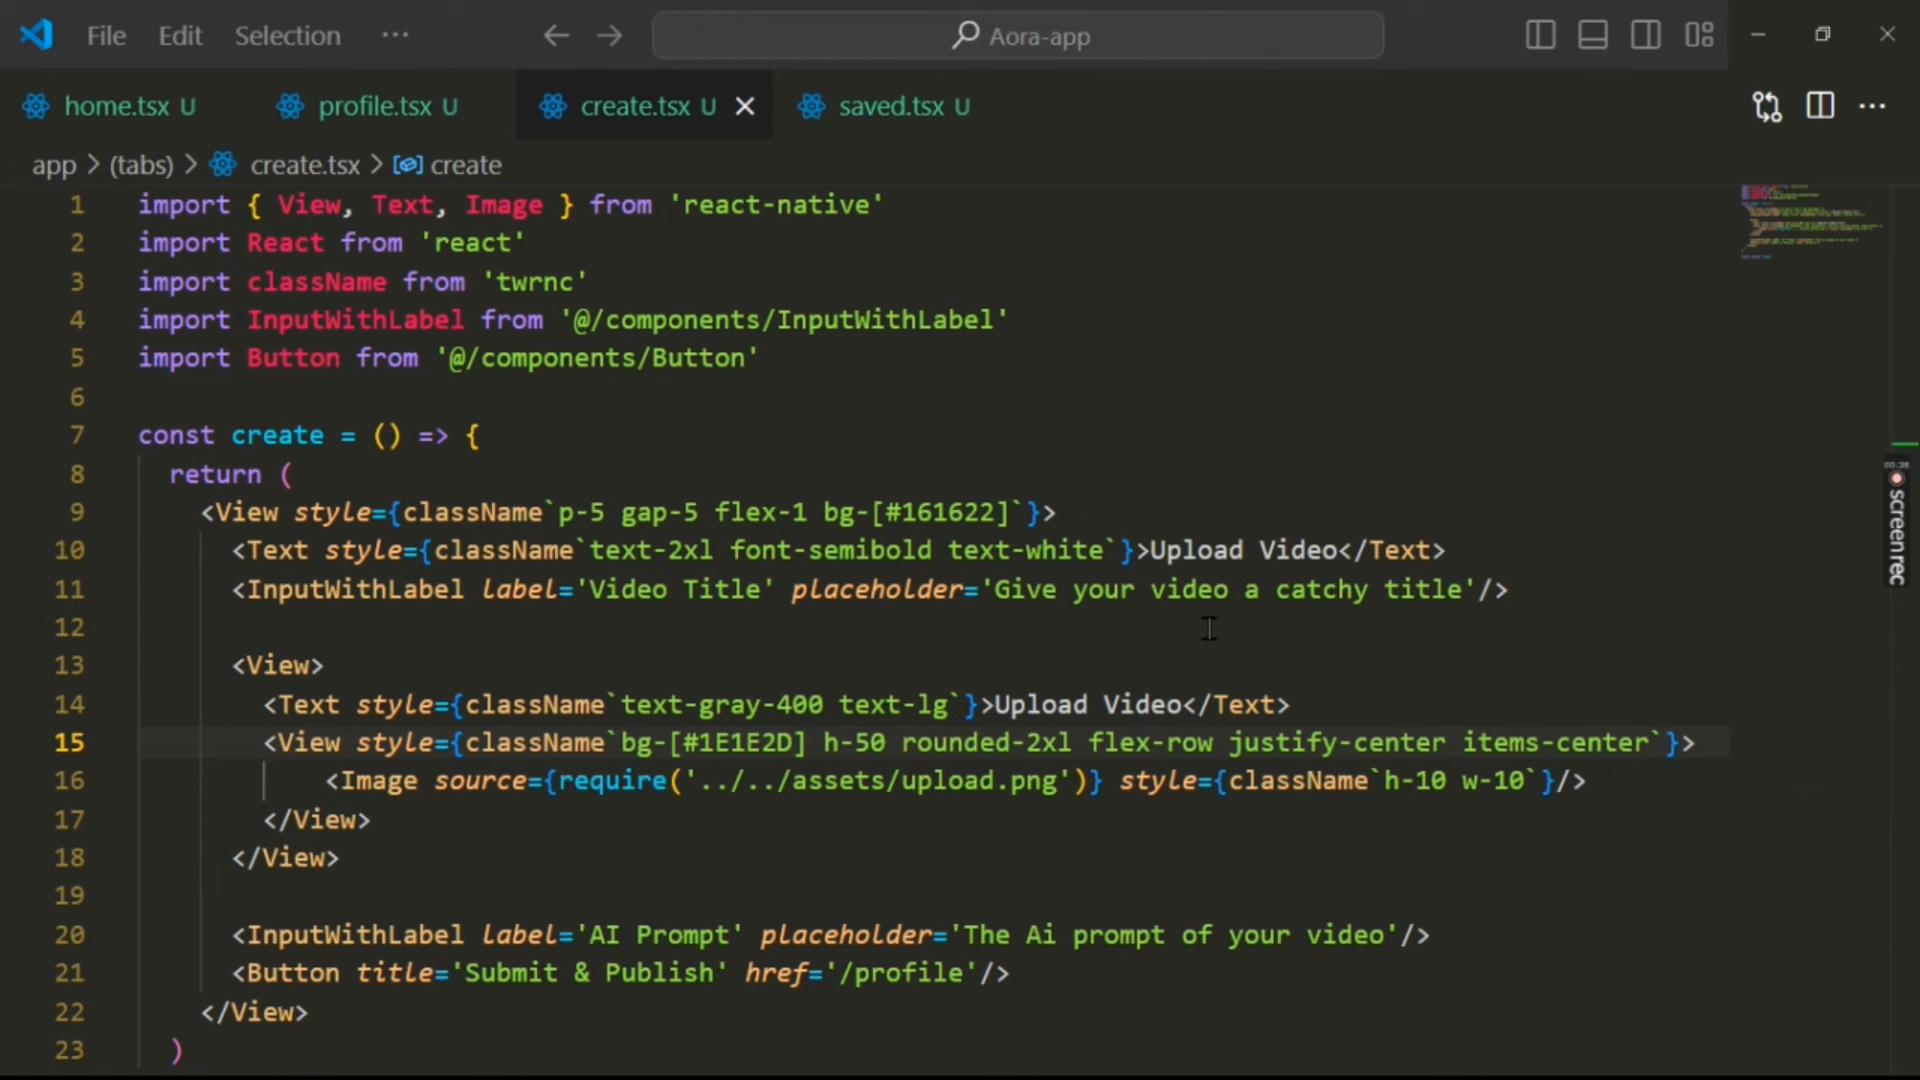 File Edit Selection ··· Aora-app
home.tsx U profile.tsx U create.tsx U saved.tsx U
app > (tabs) > create.tsx > create
1 import { View, Text, Image } from 'react-native'
2 import React from 'react'
3 import className from 'twrnc'
4 import InputWithLabel from '@/components/InputWithLabel'
5 import Button from '@/components/Button'
6
7 const create = () => {
8 return (
9 <View style={className`p-5 gap-5 flex-1 bg-[#161622]`}>
10 <Text style={className`text-2xl font-semibold text-white`}>Upload Video</Text>
11 <InputWithLabel label='Video Title' placeholder='Give your video a catchy title'/>
12
13 <View>
14 <Text style={className`text-gray-400 text-lg`}>Upload Video</Text>
15 <View style={className`bg-[#1E1E2D] h-50 rounded-2xl flex-row justify-center items-center`}>
16 <Image source={require('../../assets/upload.png')} style={className`h-10 w-10`}/>
17 </View>
18 </View>
19
20 <InputWithLabel label='AI Prompt' placeholder='The Ai prompt of your video'/>
21 <Button title='Submit & Publish' href='/profile'/>
22 </View>
23 )
screenrec